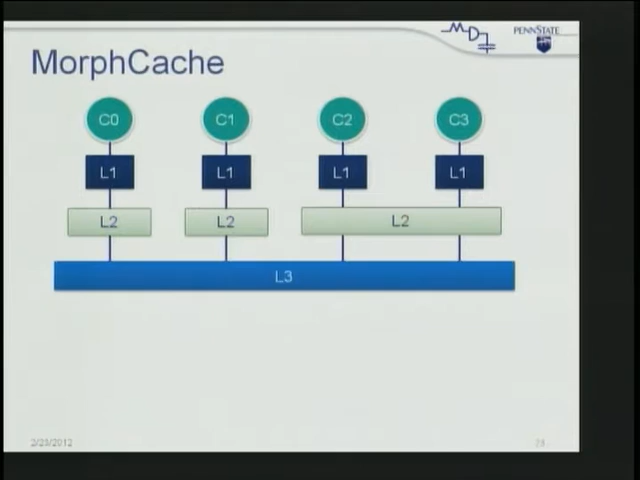 PENNSTATE
MorphCache
C0 C1 C2 C3
L1 L1 L1 L1
L2 L2 L2
L3
2/23/2012